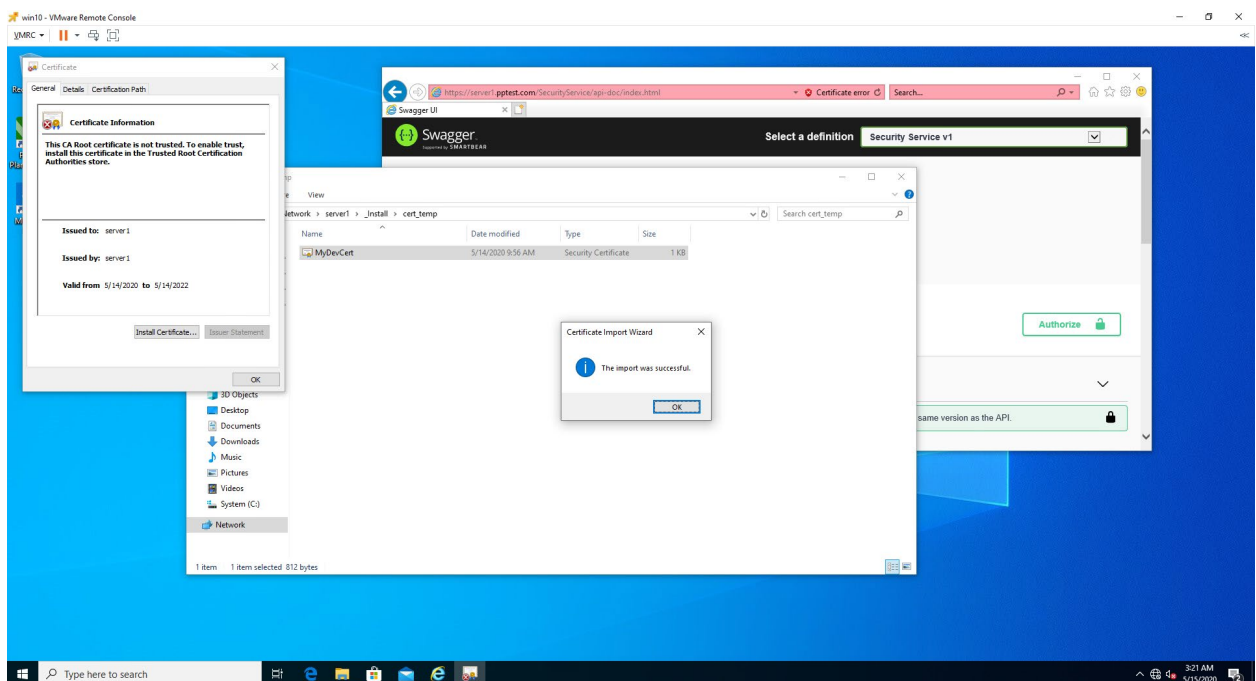 win10 - VMware Remote Console
VMRC
Certificate
General Details Certification Path
Certificate Information
This CA Root certificate is not trusted. To enable trust,
install this certificate in the Trusted Root Certification
Authorities store.
Issued to: server1
Issued by: server1
Valid from 5/14/2020 to 5/14/2022
Install Certificate... Issuer Statement
OK
https://server1.pptest.com/SecurityService/api-doc/index.html
Certificate error
Search...
Swagger UI
Swagger.
Supported by SMARTBEAR
Select a definition
Security Service v1
View
_Install > cert_temp
Search cert_temp
Name Date modified Type Size
MyDevCert 5/14/2020 9:56 AM Security Certificate 1 KB
Certificate Import Wizard
The import was successful.
OK
Authorize
same version as the API.
3D Objects
Desktop
Documents
Downloads
Music
Pictures
Videos
System (C:)
Network
1 item 1 item selected 812 bytes
Type here to search
3:21 AM
5/15/2020